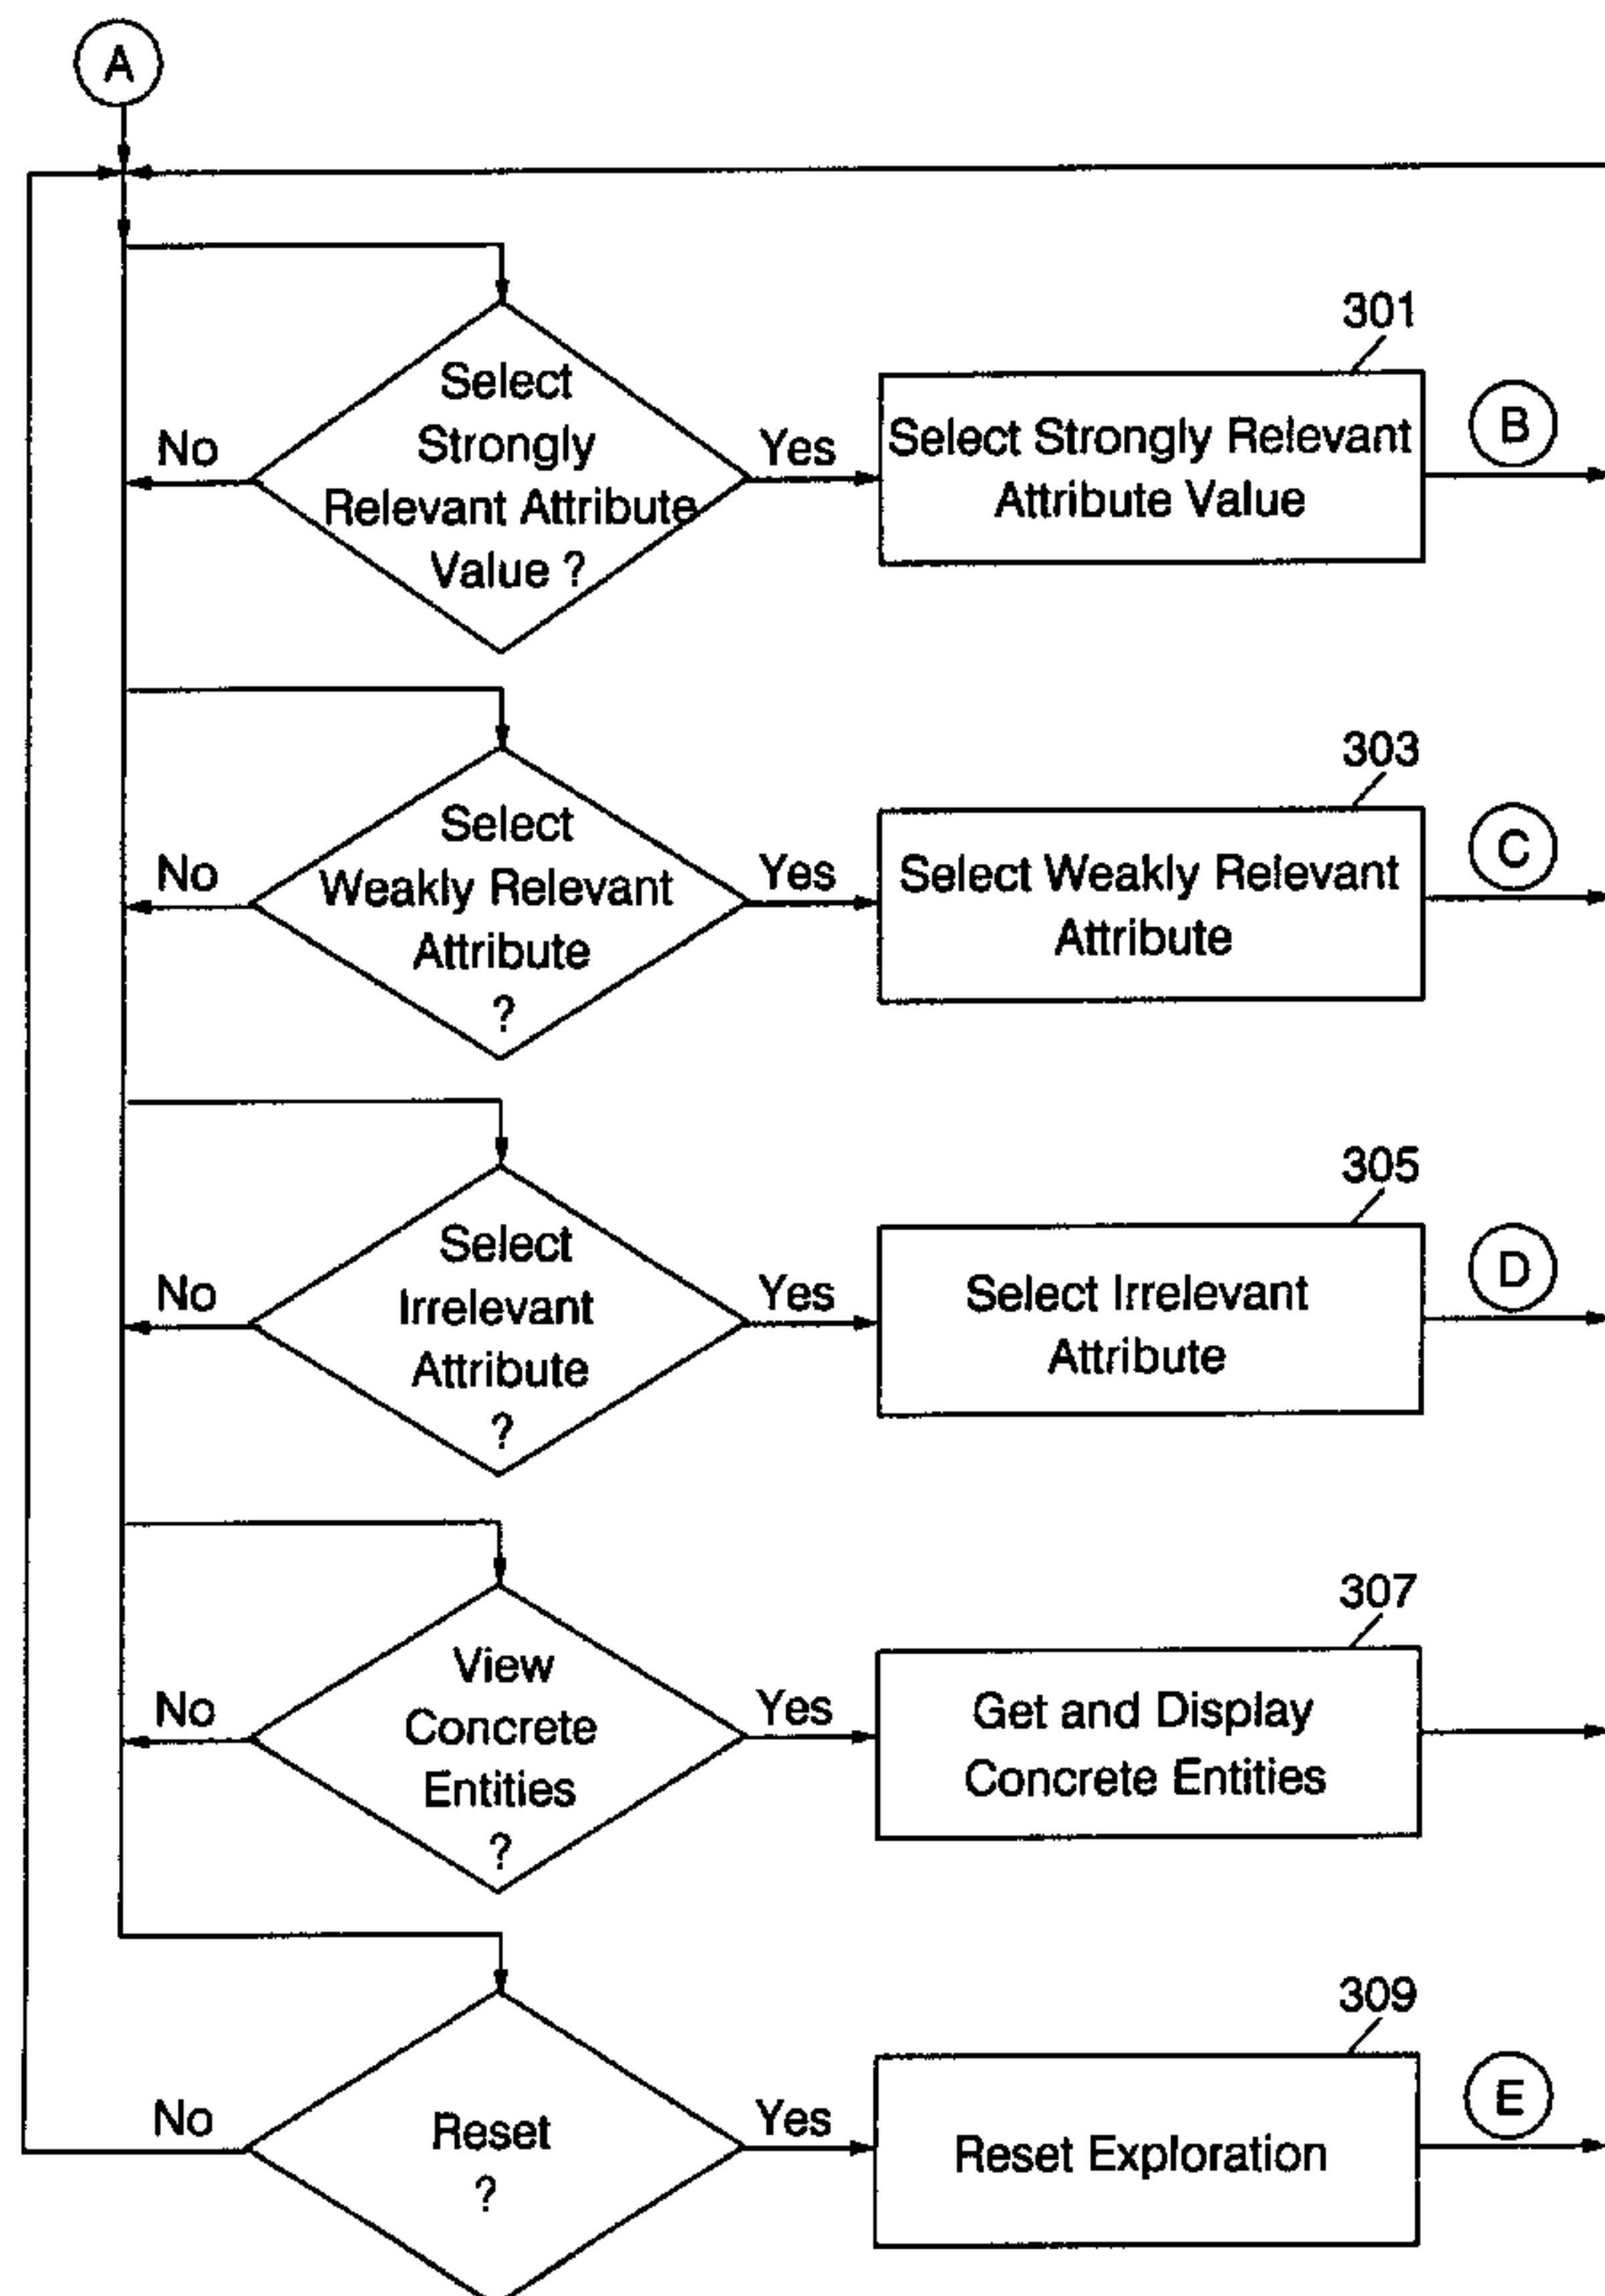 A
Select
Strongly
Relevant Attribute
Value ?
No
Yes
301
Select Strongly Relevant
Attribute Value
B
Select
Weakly Relevant
Attribute
?
No
Yes
303
Select Weakly Relevant
Attribute
C
Select
Irrelevant
Attribute
?
No
Yes
305
Select Irrelevant
Attribute
D
View
Concrete
Entities
?
No
Yes
307
Get and Display
Concrete Entities
Reset
?
No
Yes
309
Reset Exploration
E